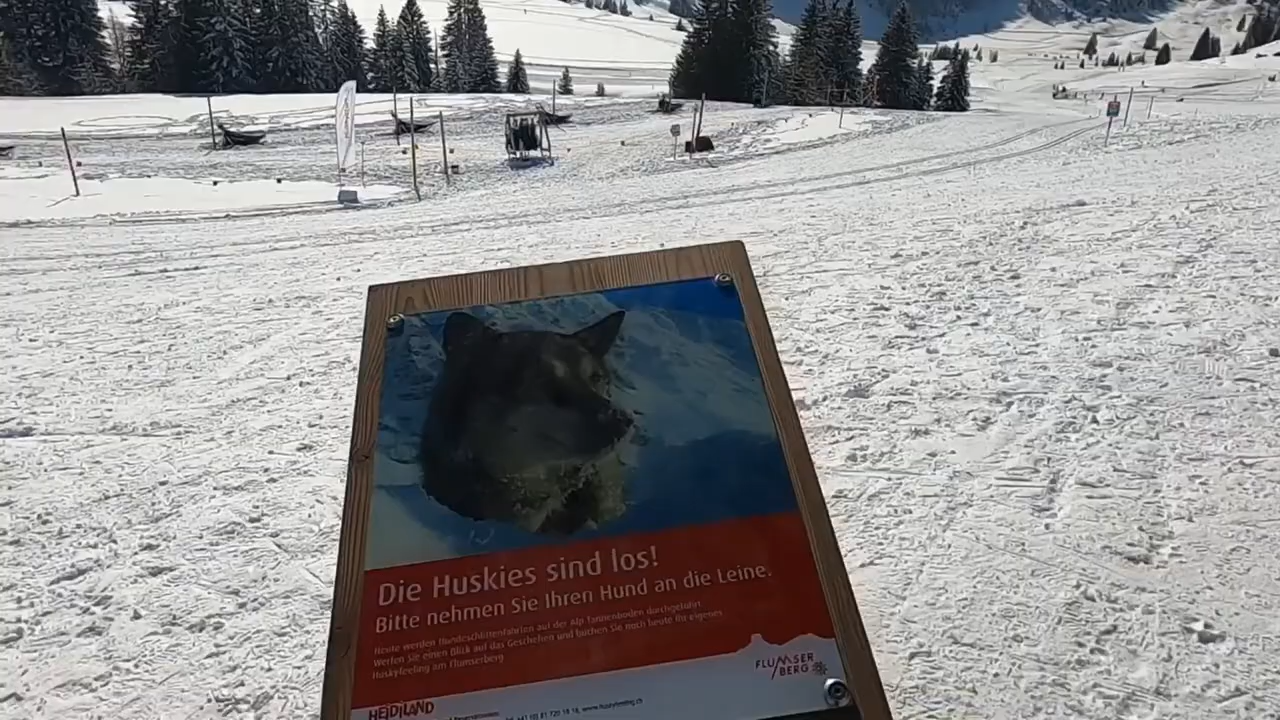 Die Huskies sind los!
Bitte nehmen Sie Ihren Hund an die Leine.
Heute werden Hundeschlittenfahrten auf der Alp Tannenboden durchgeführt.
Werfen Sie einen Blick auf das Geschehen und buchen Sie noch heute Ihr eigenes
Huskyfeeling am Flumserberg
FLUMSER
BERG
HEIDILAND